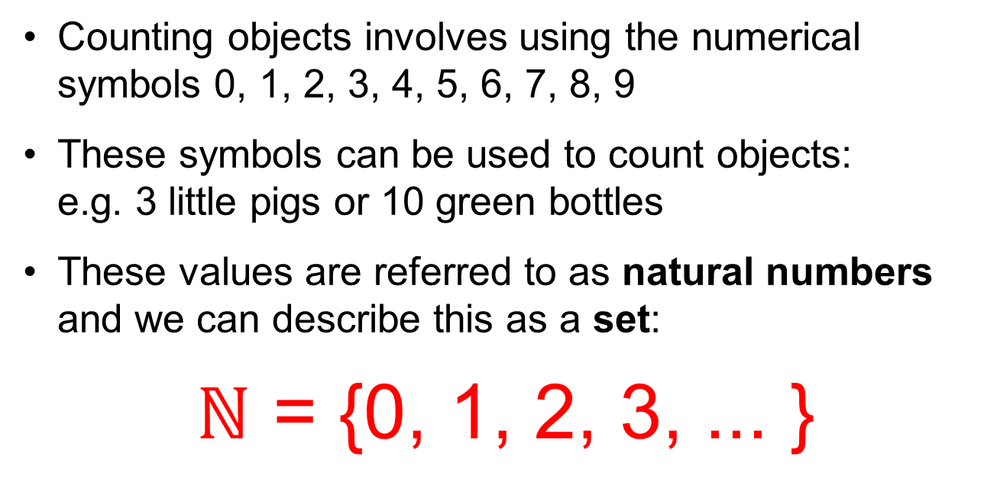 • Counting objects involves using the numerical
symbols 0, 1, 2, 3, 4, 5, 6, 7, 8, 9
• These symbols can be used to count objects:
e.g. 3 little pigs or 10 green bottles
• These values are referred to as natural numbers
and we can describe this as a set:
ℕ = {0, 1, 2, 3, ... }